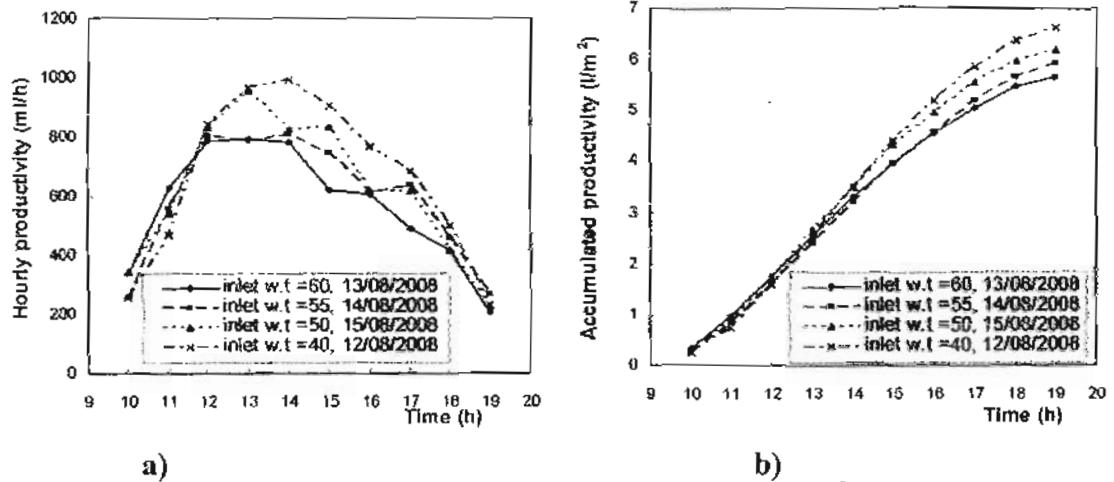 1200
1000
800
600
400
200
0
Hourly productivity (ml/h)
inlet w.t =60, 13/08/2008
inlet w.t =55, 14/08/2008
inlet w.t =50, 15/08/2008
inlet w.t =40, 12/08/2008
9 10 11 12 13 14 15 16 17 18 19 20
Time (h)
a)
7
6
5
4
3
2
1
0
Accumulated productivity (l/m²)
inlet w.t =60, 13/08/2008
inlet w.t =55, 14/08/2008
inlet w.t =50, 15/08/2008
inlet w.t =40, 12/08/2008
9 10 11 12 13 14 15 16 17 18 19 20
Time (h)
b)